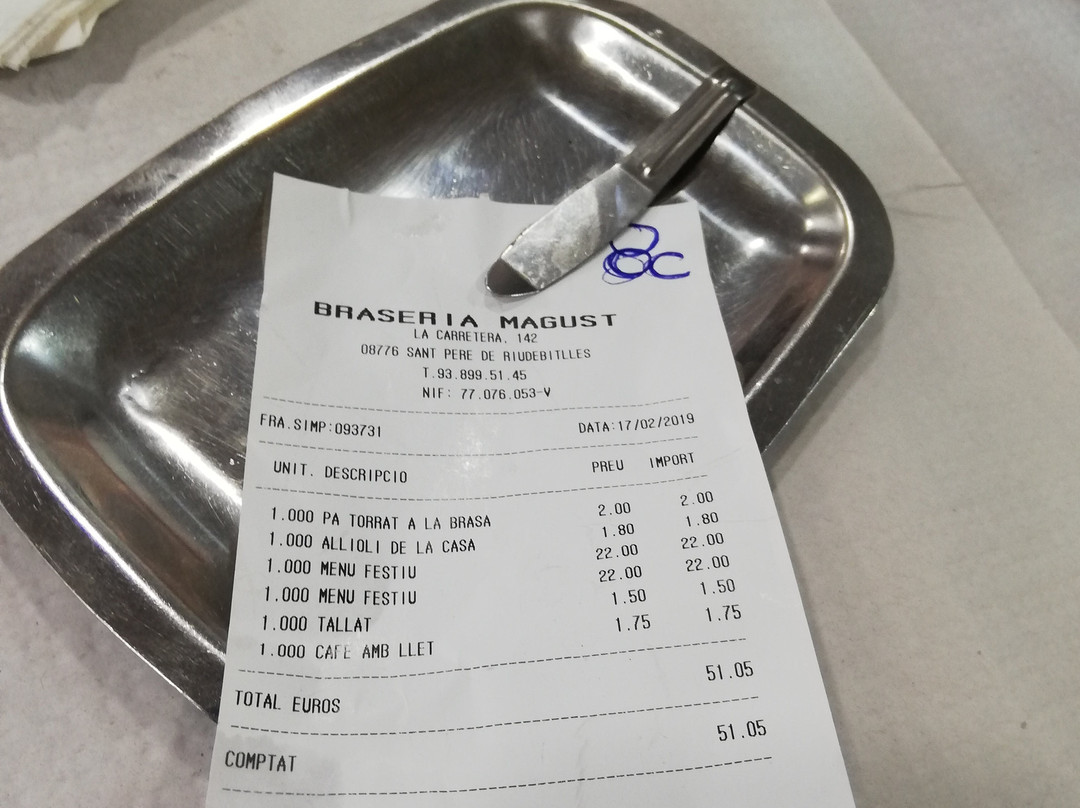 BRASERIA MAGUST
LA CARRETERA, 142
08776 SANT PERE DE RIUDEBITLLES
T.93.899.51.45
NIF: 77.076.053-V
FRA.SIMP:093731 DATA:17/02/2019
UNIT. DESCRIPCIO PREU IMPORT
1.000 PA TORRAT A LA BRASA 2.00 2.00
1.000 ALLIOLI DE LA CASA 1.80 1.80
1.000 MENU FESTIU 22.00 22.00
1.000 MENU FESTIU 22.00 22.00
1.000 TALLAT 1.50 1.50
1.000 CAFE AMB LLET 1.75 1.75
TOTAL EUROS 51.05
COMPTAT 51.05